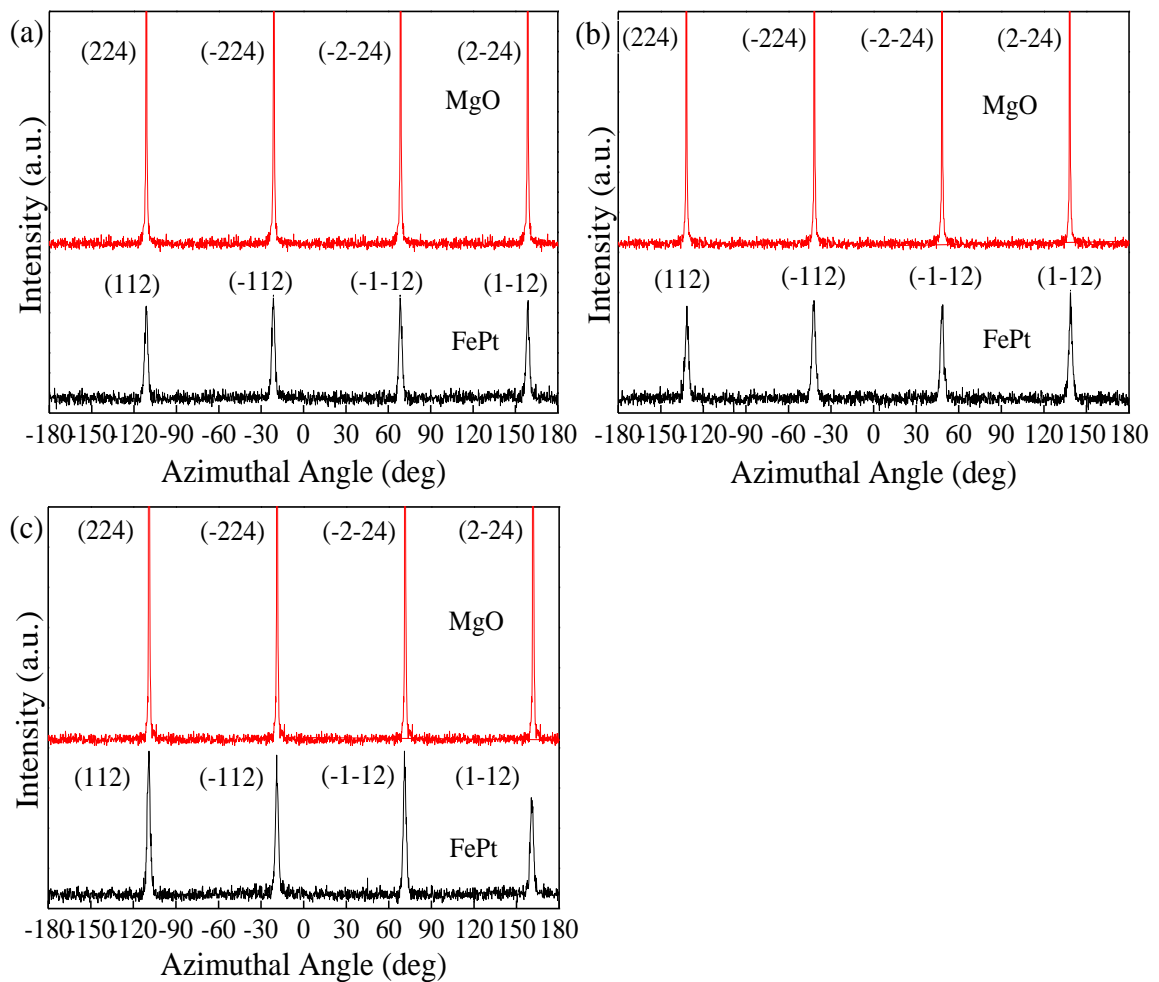 (a)
(224) (-224) (-2-24) (2-24)
MgO
(112) (-112) (-1-12) (1-12)
FePt
Intensity (a.u.)
-180 -150 -120 -90 -60 -30 0 30 60 90 120 150 180
Azimuthal Angle (deg)
(b)
(224) (-224) (-2-24) (2-24)
MgO
(112) (-112) (-1-12) (1-12)
FePt
Intensity (a.u.)
-180 -150 -120 -90 -60 -30 0 30 60 90 120 150 180
Azimuthal Angle (deg)
(c)
(224) (-224) (-2-24) (2-24)
MgO
(112) (-112) (-1-12) (1-12)
FePt
Intensity (a.u.)
-180 -150 -120 -90 -60 -30 0 30 60 90 120 150 180
Azimuthal Angle (deg)